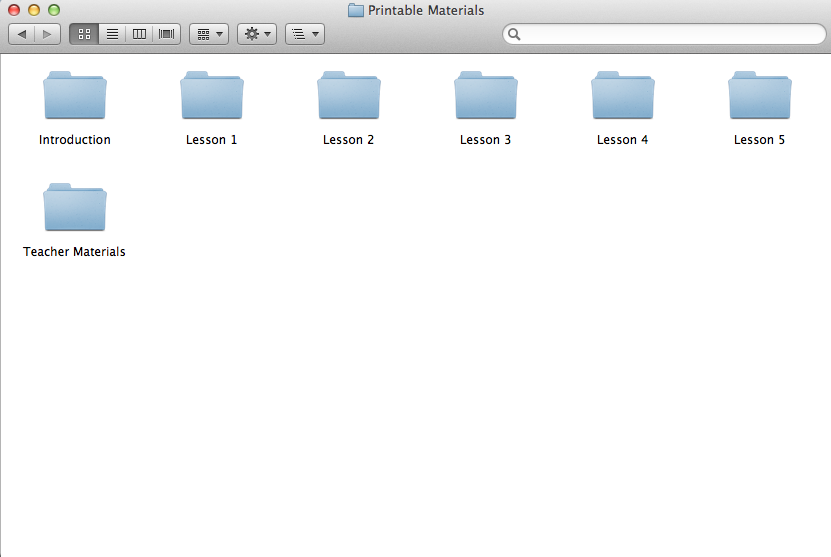 Printable Materials
Introduction
Lesson 1
Lesson 2
Lesson 3
Lesson 4
Lesson 5
Teacher Materials